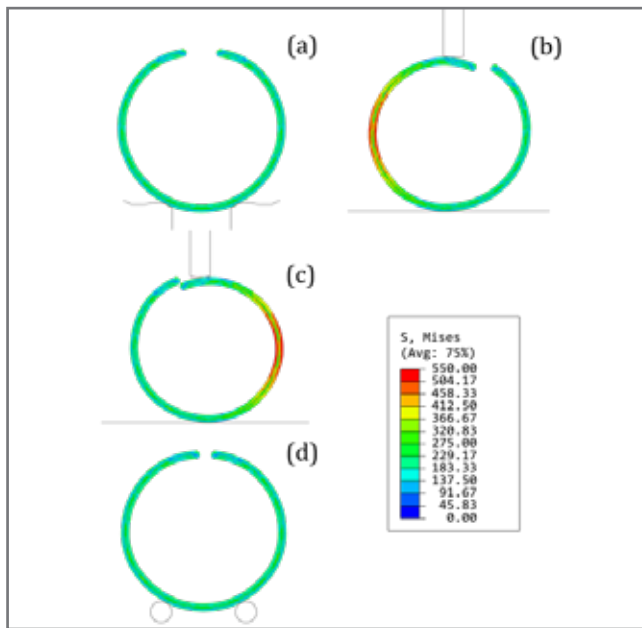 (a)
(b)
(c)
S, Mises
(Avg: 75%)
550.00
504.17
458.33
412.50
366.67
320.83
275.00
229.17
183.33
137.50
91.67
45.83
0.00
(d)